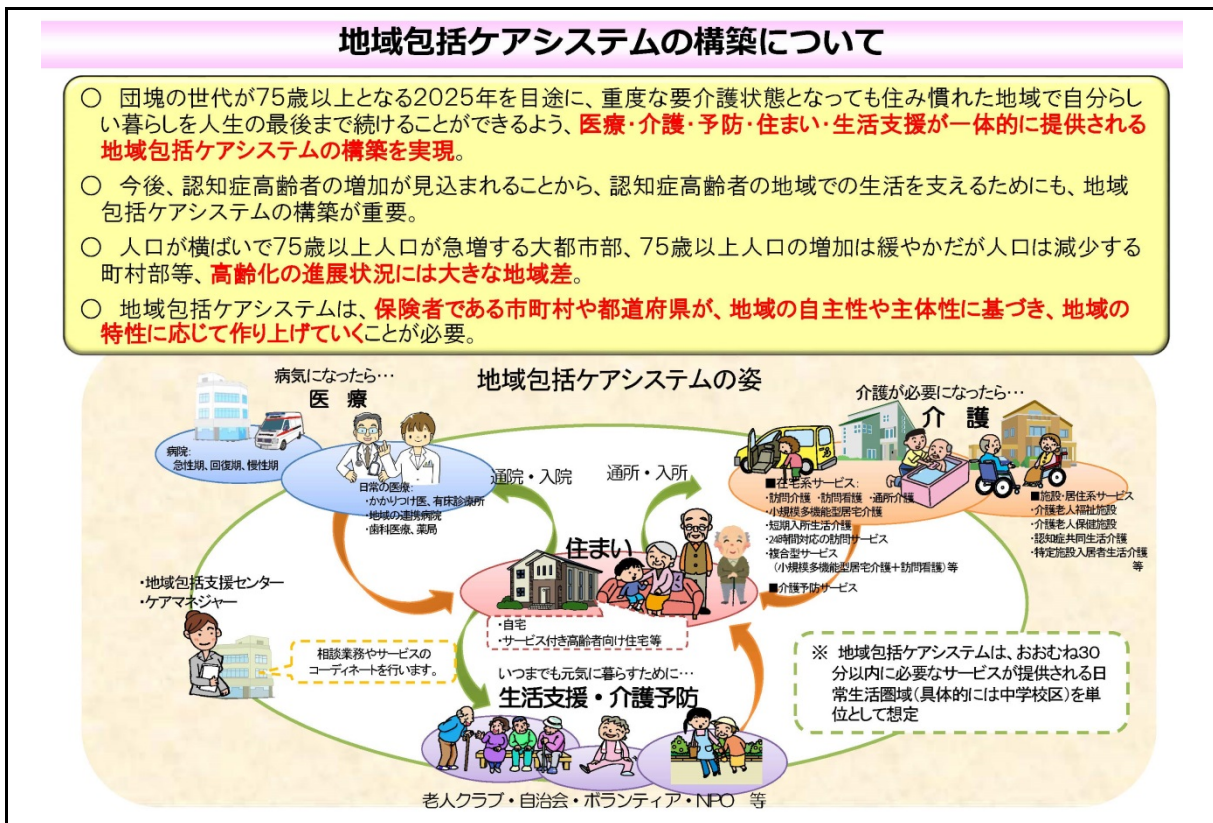 地域包括ケアシステムの構築について
○ 団塊の世代が75歳以上となる2025年を目途に、重度な要介護状態となっても住み慣れた地域で自分らし
い暮らしを人生の最後まで続けることができるよう、医療・介護・予防・住まい・生活支援が一体的に提供される
地域包括ケアシステムの構築を実現。
○ 今後、認知症高齢者の増加が見込まれることから、認知症高齢者の地域での生活を支えるためにも、地域
包括ケアシステムの構築が重要。
○ 人口が横ばいで75歳以上人口が急増する大都市部、75歳以上人口の増加は緩やかだが人口は減少する
町村部等、高齢化の進展状況には大きな地域差。
○ 地域包括ケアシステムは、保険者である市町村や都道府県が、地域の自主性や主体性に基づき、地域の
特性に応じて作り上げていくことが必要。
地域包括ケアシステムの姿
病気になったら･･･
医 療
病院:
急性期、回復期、慢性期
日常の医療:
・かかりつけ医、有床診療所
・地域の連携病院
・歯科医療、薬局
通院・入院
通所・入所
介護が必要になったら･･･
介 護
■在宅系サービス:
・訪問介護 ・訪問看護 ・通所介護
・小規模多機能型居宅介護
・短期入所生活介護
・24時間対応の訪問サービス
・複合型サービス
(小規模多機能型居宅介護+訪問看護)等
■介護予防サービス
■施設・居住系サービス
・介護老人福祉施設
・介護老人保健施設
・認知症共同生活介護
・特定施設入居者生活介護
等
住まい
・自宅
・サービス付き高齢者向け住宅等
・地域包括支援センター
・ケアマネジャー
相談業務やサービスの
コーディネートを行います。
いつまでも元気に暮らすために･･･
生活支援・介護予防
老人クラブ・自治会・ボランティア・NPO 等
※ 地域包括ケアシステムは、おおむね30
分以内に必要なサービスが提供される日
常生活圏域(具体的には中学校区)を単
位として想定